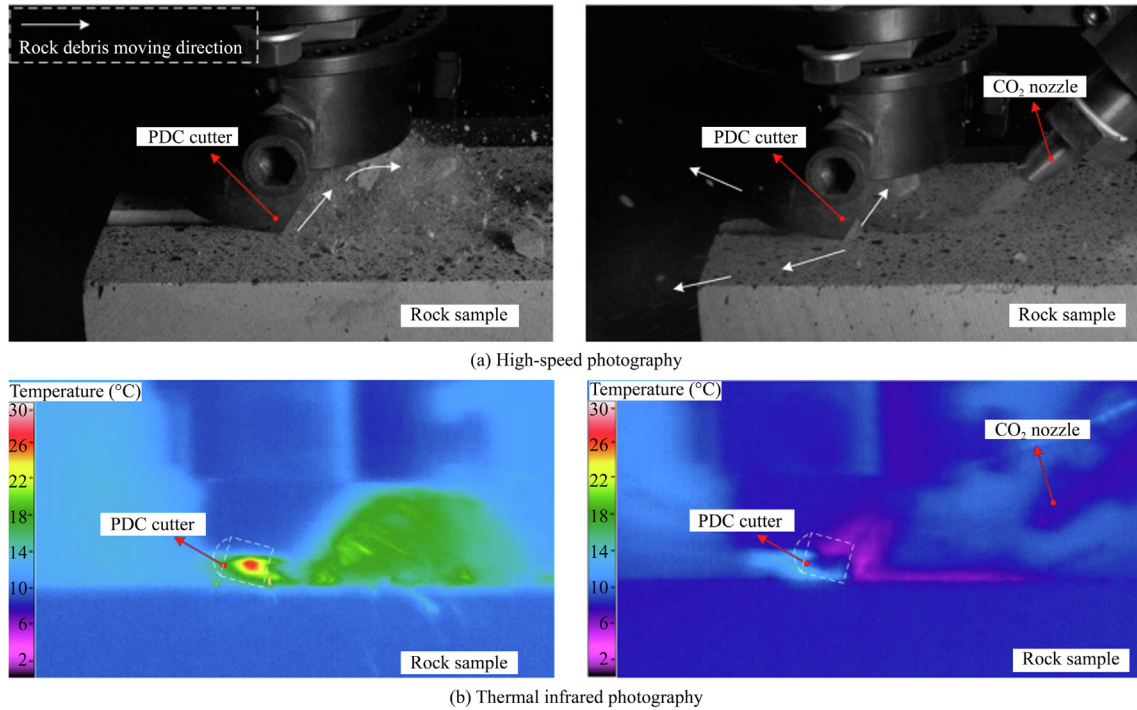 Rock debris moving direction
PDC cutter
Rock sample
CO₂ nozzle
PDC cutter
Rock sample
(a) High-speed photography
Temperature (°C)
30
26
22
18
14
10
6
2
PDC cutter
Rock sample
Temperature (°C)
30
26
22
18
14
10
6
2
CO₂ nozzle
PDC cutter
Rock sample
(b) Thermal infrared photography